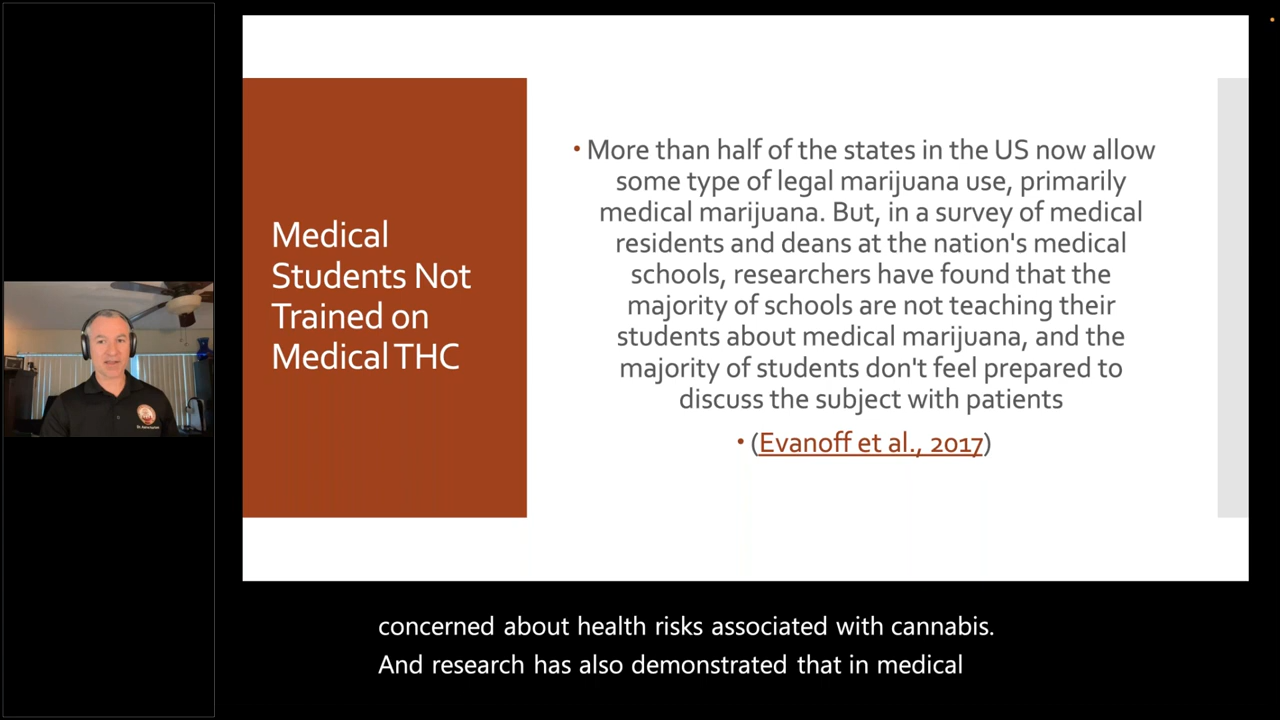 Medical
Students Not
Trained on
Medical THC
• More than half of the states in the US now allow
some type of legal marijuana use, primarily
medical marijuana. But, in a survey of medical
residents and deans at the nation's medical
schools, researchers have found that the
majority of schools are not teaching their
students about medical marijuana, and the
majority of students don't feel prepared to
discuss the subject with patients
• (Evanoff et al., 2017)
concerned about health risks associated with cannabis.
And research has also demonstrated that in medical